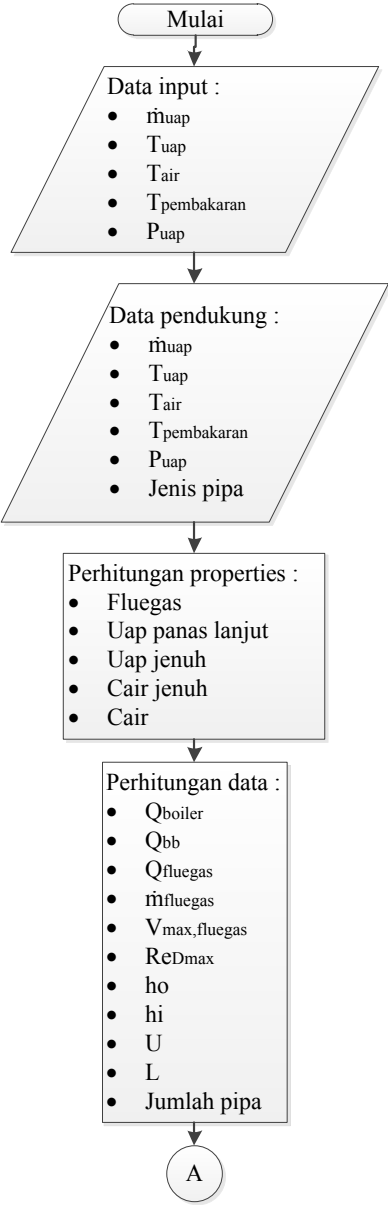 Mulai
Data input :
• ṁuap
• Tuap
• Tair
• Tpembakaran
• Puap
Data pendukung :
• ṁuap
• Tuap
• Tair
• Tpembakaran
• Puap
• Jenis pipa
Perhitungan properties :
• Fluegas
• Uap panas lanjut
• Uap jenuh
• Cair jenuh
• Cair
Perhitungan data :
• Qboiler
• Qbb
• Qfluegas
• ṁfluegas
• Vmax,fluegas
• ReDmax
• ho
• hi
• U
• L
• Jumlah pipa
A